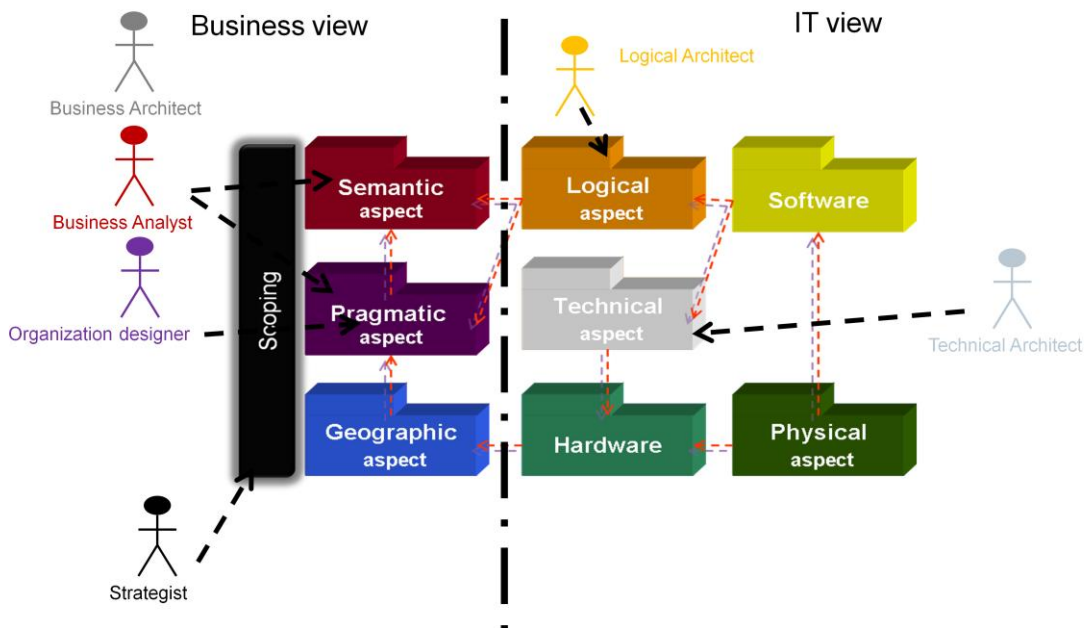 Business view
IT view
Business Architect
Logical Architect
Business Analyst
Organization designer
Scoping
Semantic
aspect
Logical
aspect
Software
Pragmatic
aspect
Technical
aspect
Technical Architect
Geographic
aspect
Hardware
Physical
aspect
Strategist